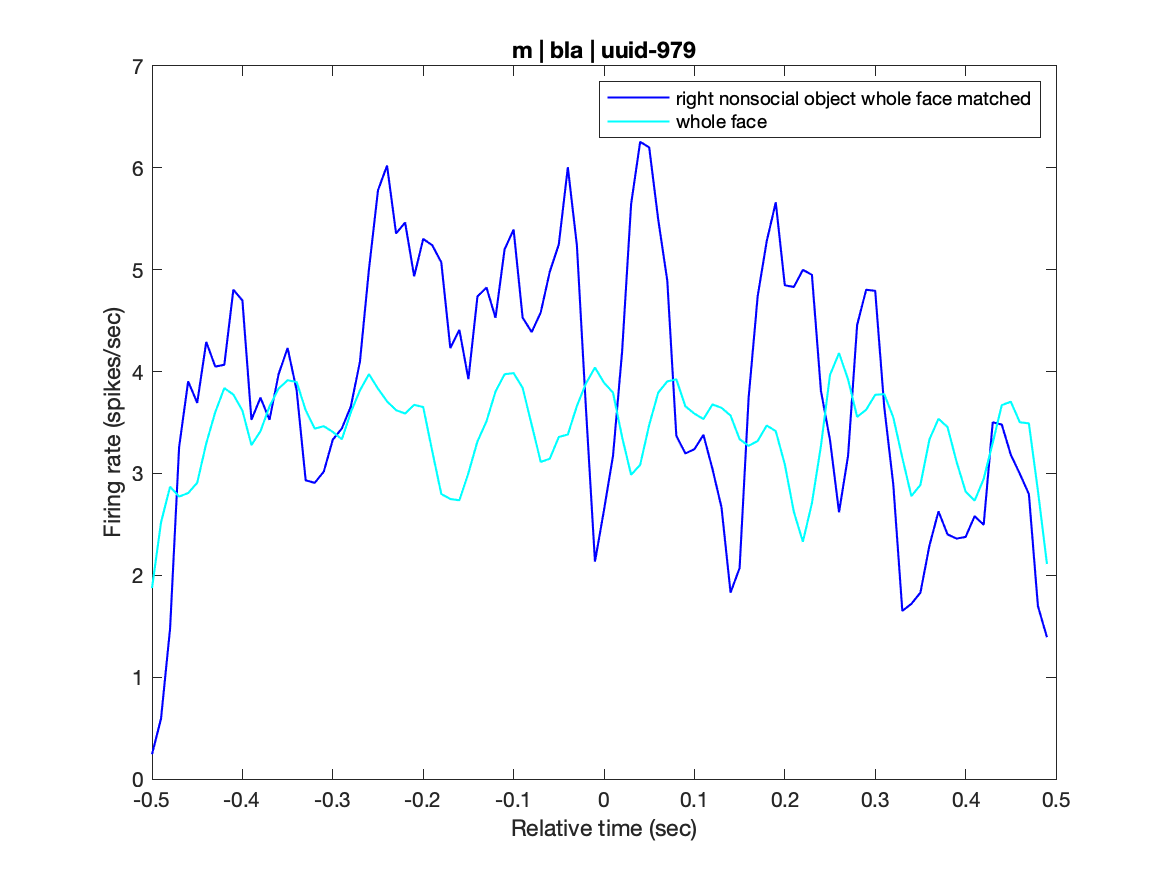 m | bla | uuid-979
right nonsocial object whole face matched
whole face
7
6
5
4
3
2
1
0
Firing rate (spikes/sec)
-0.5 -0.4 -0.3 -0.2 -0.1 0 0.1 0.2 0.3 0.4 0.5
Relative time (sec)